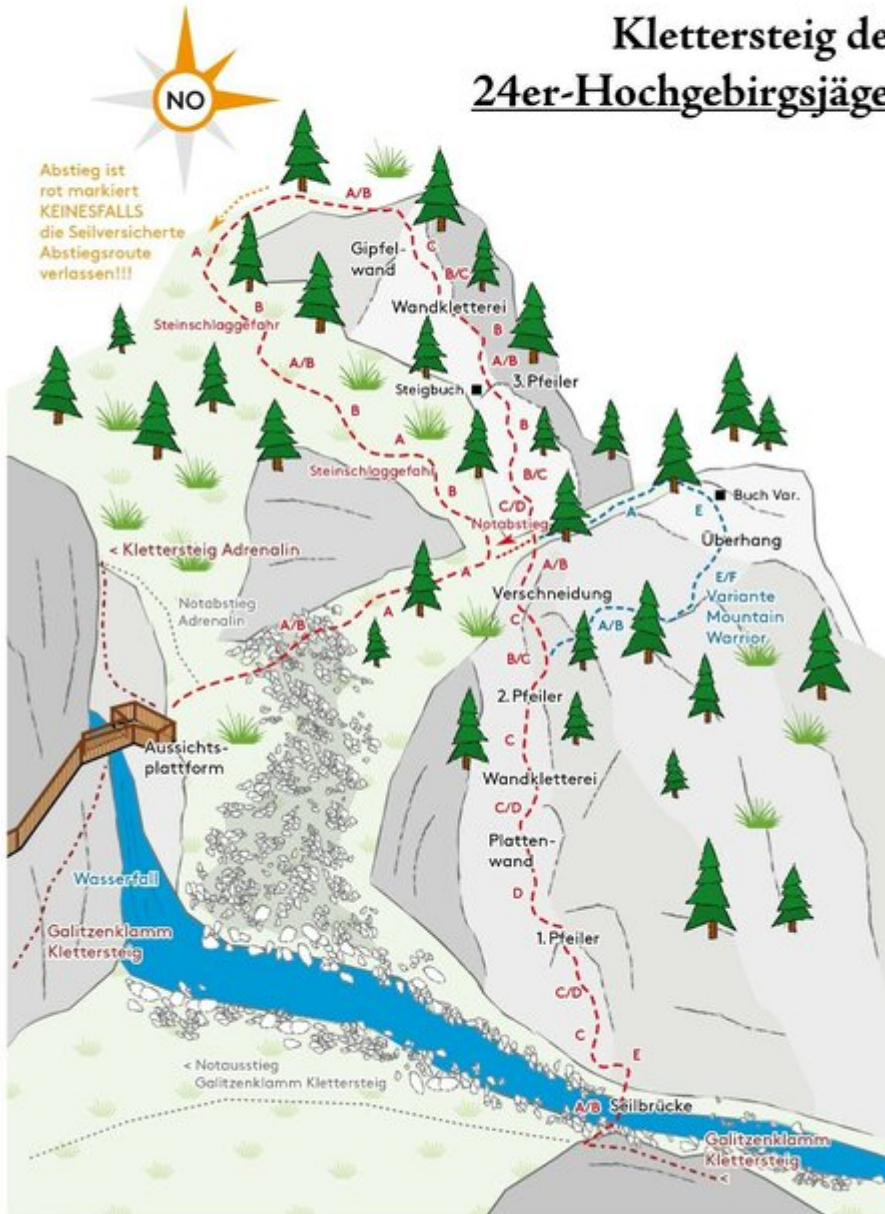 Klettersteig de
24er-Hochgebirgsjäge
NO
Abstieg ist
rot markiert
KEINESFALLS
die Seilversicherte
Abstiegsroute
verlassen!!!
A/B
A
Gipfel-
wand
C
B/C
B
Wandkletterei
Steinschlaggefahr
B
A/B
A/B
3. Pfeiler
Steigbuch
B
B
A
B/C
Steinschlaggefahr
B
C/D
Notabstieg
A
E
Buch Var.
Überhang
< Klettersteig Adrenalin
A/B
A
E/F
Notabstieg
Adrenalin
A
Verschneidung
Variante
Mountain
Warrior
A/B
C
A/B
B/C
2. Pfeiler
C
Aussichts-
plattform
Wandkletterei
C/D
Platten-
wand
Wasserfall
D
Galitzenklamm
Klettersteig
1. Pfeiler
C/D
C
E
< Notausstieg
Galitzenklamm Klettersteig
A/B
Seilbrücke
Galitzenklamm
Klettersteig
<